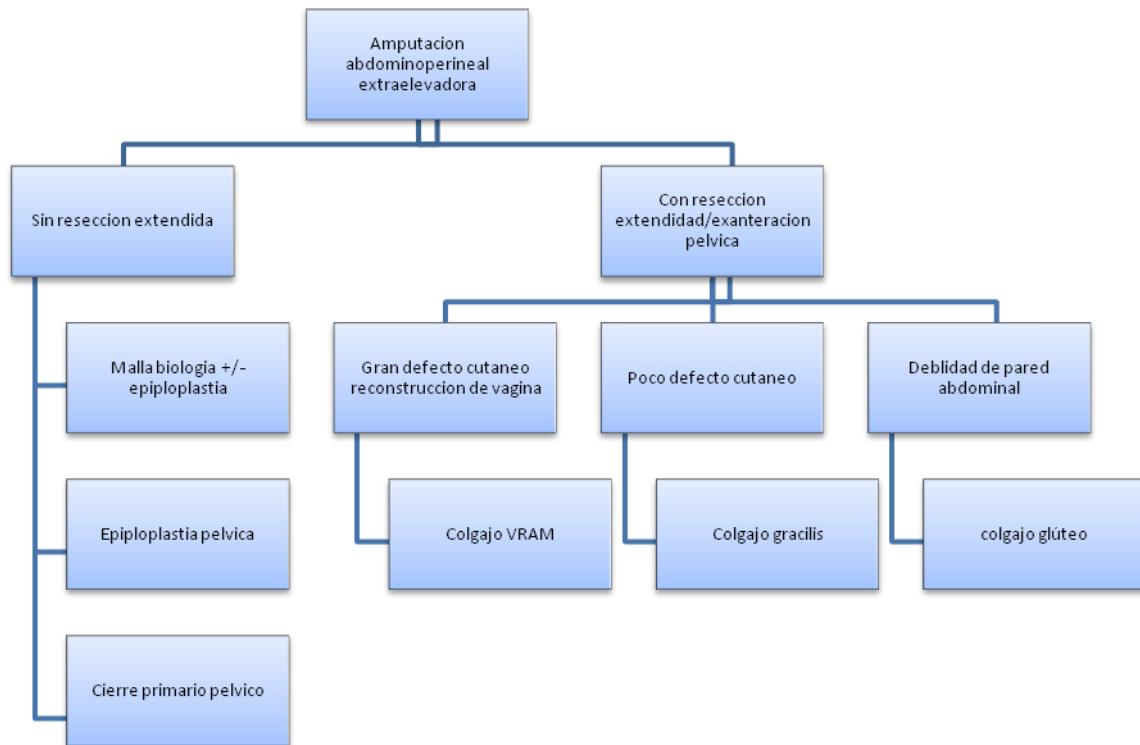 Amputacion
abdominoperineal
extraelevadora
Sin reseccion extendida
Con reseccion
extendidad/exanteracion
pelvica
Malla biologia +/-
epiploplastia
Gran defecto cutaneo
reconstruccion de vagina
Poco defecto cutaneo
Deblidad de pared
abdominal
Epiploplastia pelvica
Colgajo VRAM
Colgajo gracilis
colgajo glúteo
Cierre primario pelvico